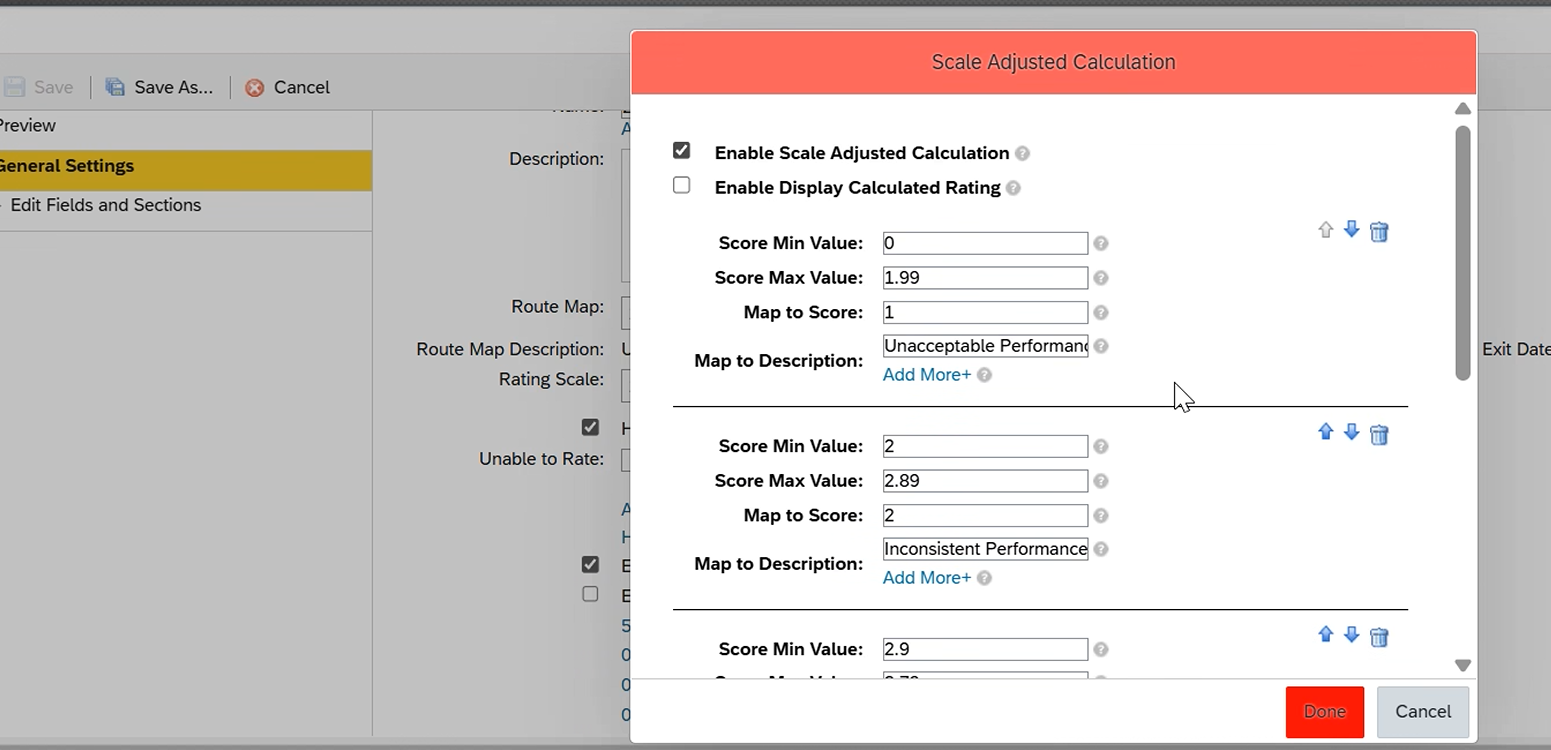 Scale Adjusted Calculation
Save
Save As...
Cancel
Preview
General Settings
Edit Fields and Sections
Description:
Route Map:
Route Map Description:
Rating Scale:
Unable to Rate:
Exit Date
Enable Scale Adjusted Calculation
Enable Display Calculated Rating
Score Min Value: 0
Score Max Value: 1.99
Map to Score: 1
Map to Description: Unacceptable Performanc
Add More+
Score Min Value: 2
Score Max Value: 2.89
Map to Score: 2
Map to Description: Inconsistent Performance
Add More+
Score Min Value: 2.9
Done
Cancel